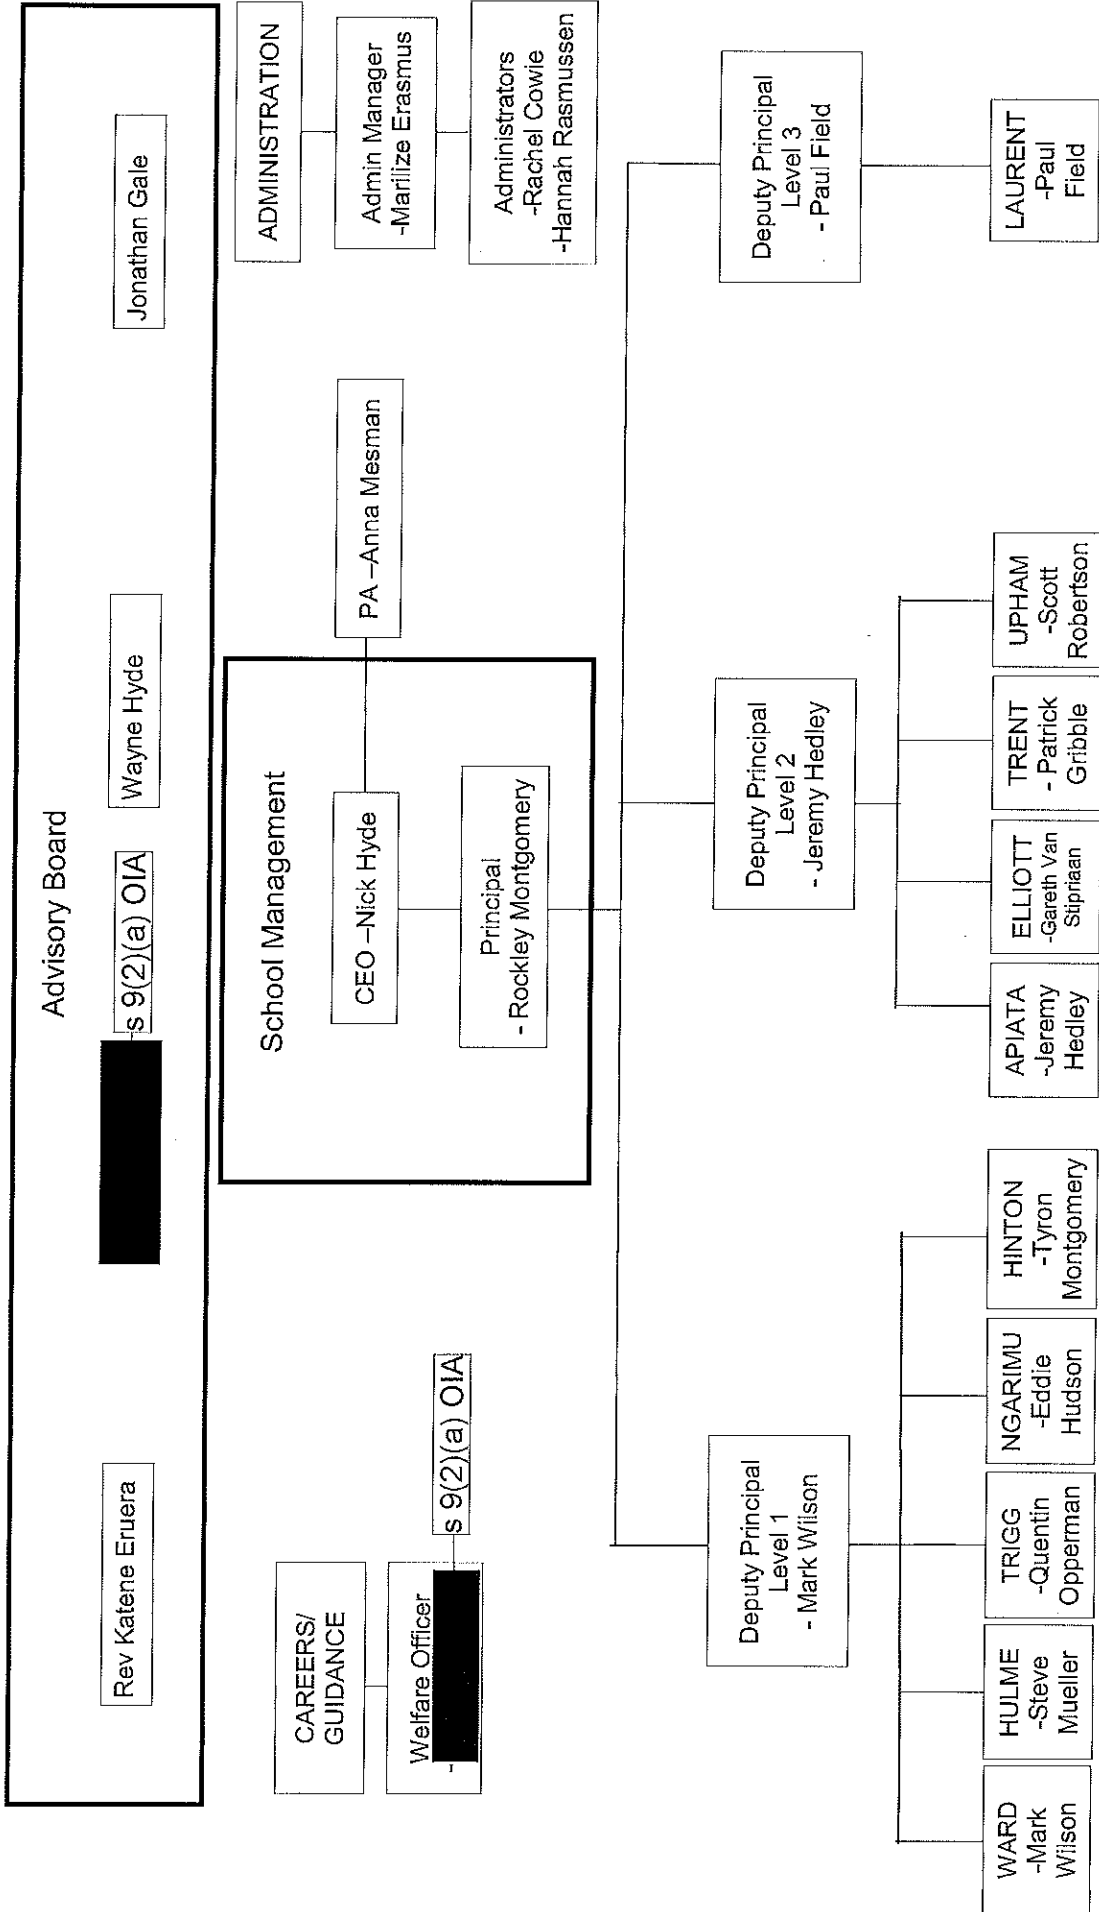 Advisory Board
Rev Katene Eruera
s 9(2)(a) OIA
Wayne Hyde
Jonathan Gale
CAREERS/
GUIDANCE
Welfare Officer
-
s 9(2)(a) OIA
School Management
CEO –Nick Hyde
PA –Anna Mesman
Principal
- Rockley Montgomery
ADMINISTRATION
Admin Manager
-Marilize Erasmus
Administrators
-Rachel Cowie
-Hannah Rasmussen
Deputy Principal
Level 1
- Mark Wilson
Deputy Principal
Level 2
- Jeremy Hedley
Deputy Principal
Level 3
- Paul Field
WARD
-Mark
Wilson
HULME
-Steve
Mueller
TRIGG
-Quentin
Opperman
NGARIMU
-Eddie
Hudson
HINTON
-Tyron
Montgomery
APIATA
-Jeremy
Hedley
ELLIOTT
-Gareth Van
Stipriaan
TRENT
- Patrick
Gribble
UPHAM
-Scott
Robertson
LAURENT
-Paul
Field